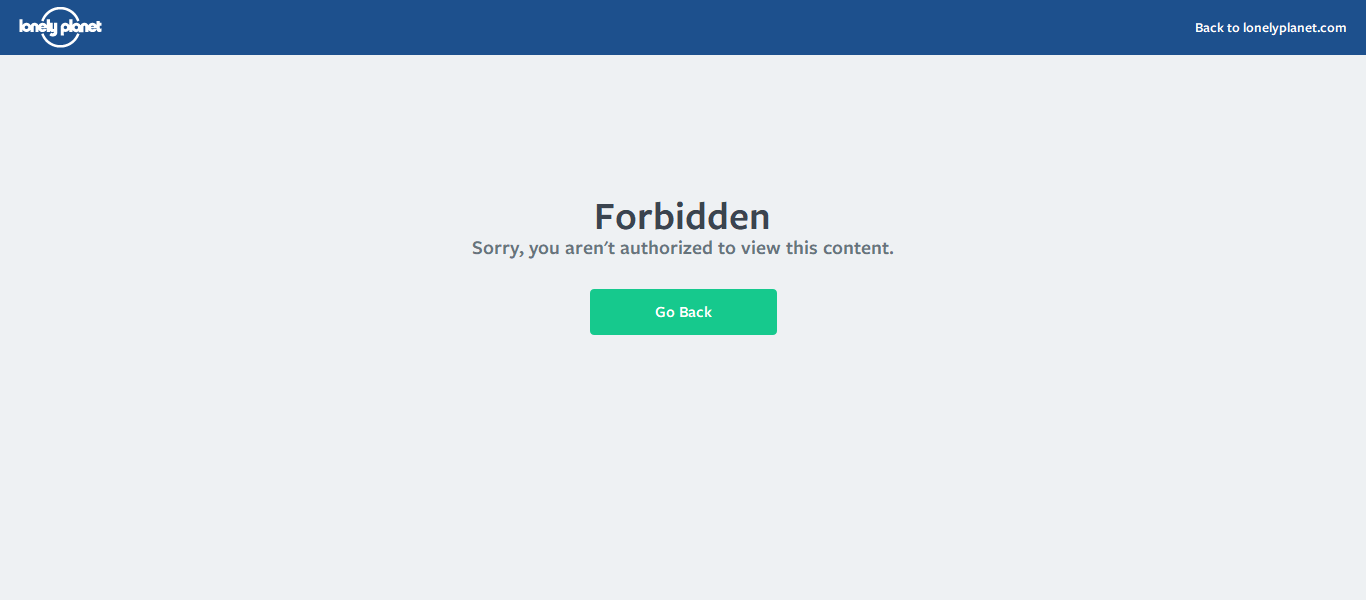 lonely planet
Back to lonelyplanet.com
Forbidden
Sorry, you aren't authorized to view this content.
Go Back